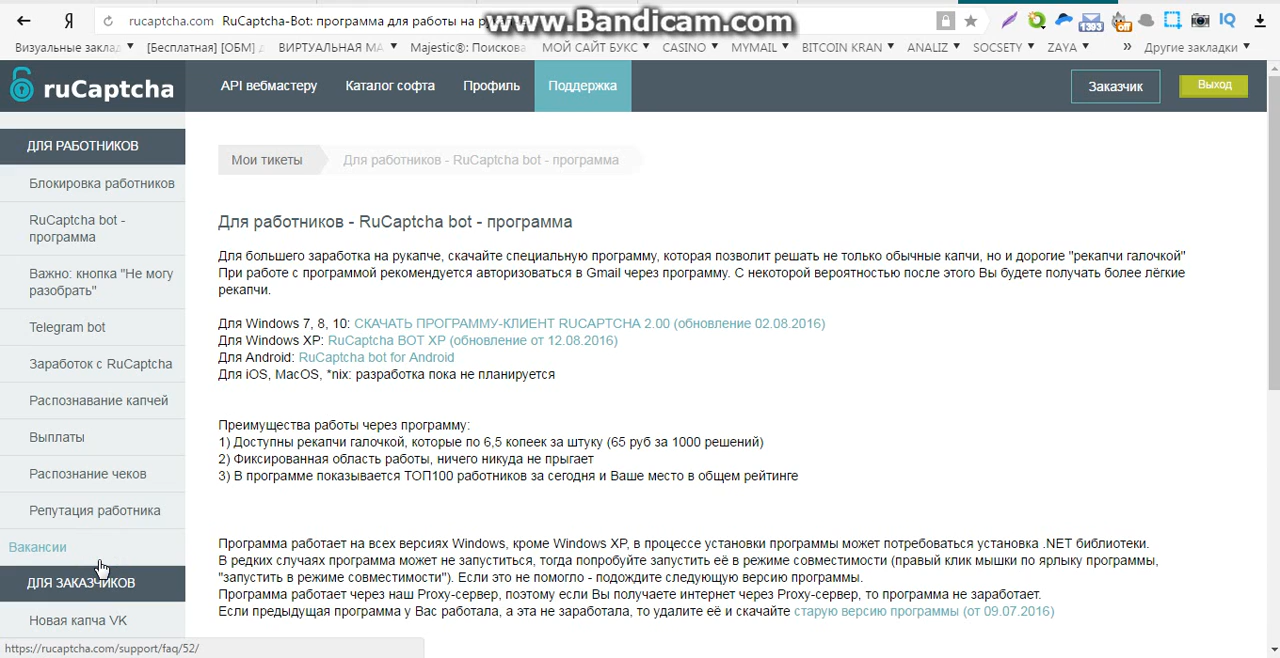 Я
rucaptcha.com RuCaptcha-Bot: программа для работы на
www.Bandicam.com
1393
off
IQ
Визуальные заклад
[Бесплатная] [ОБМ]
ВИРТУАЛЬНАЯ МА
Majestic®: Поискова
МОЙ САЙТ БУКС
CASINO
MYMAIL
BITCOIN KRAN
ANALIZ
SOCSETY
ZAYA
»
Другие закладки
ruCaptcha
API вебмастеру
Каталог софта
Профиль
Поддержка
Заказчик
Выход
ДЛЯ РАБОТНИКОВ
Блокировка работников
RuCaptcha bot -
программа
Важно: кнопка "Не могу
разобрать"
Telegram bot
Заработок с RuCaptcha
Распознавание капчей
Выплаты
Распознание чеков
Репутация работника
Вакансии
ДЛЯ ЗАКАЗЧИКОВ
Новая капча VK
Мои тикеты
Для работников - RuCaptcha bot - программа
Для работников - RuCaptcha bot - программа
Для большего заработка на рукапче, скачайте специальную программу, которая позволит решать не только обычные капчи, но и дорогие "рекапчи галочкой"
При работе с программой рекомендуется авторизоваться в Gmail через программу. С некоторой вероятностью после этого Вы будете получать более лёгкие
рекапчи.
Для Windows 7, 8, 10: СКАЧАТЬ ПРОГРАММУ-КЛИЕНТ RUCAPTCHA 2.00 (обновление 02.08.2016)
Для Windows XP: RuCaptcha BOT XP (обновление от 12.08.2016)
Для Android: RuCaptcha bot for Android
Для iOS, MacOS, *nix: разработка пока не планируется
Преимущества работы через программу:
1) Доступны рекапчи галочкой, которые по 6,5 копеек за штуку (65 руб за 1000 решений)
2) Фиксированная область работы, ничего никуда не прыгает
3) В программе показывается ТОП100 работников за сегодня и Ваше место в общем рейтинге
Программа работает на всех версиях Windows, кроме Windows XP, в процессе установки программы может потребоваться установка .NET библиотеки.
В редких случаях программа может не запуститься, тогда попробуйте запустить её в режиме совместимости (правый клик мышки по ярлыку программы,
"запустить в режиме совместимости"). Если это не помогло - подождите следующую версию программы.
Программа работает через наш Proxy-сервер, поэтому если Вы получаете интернет через Proxy-сервер, то программа не заработает.
Если предыдущая программа у Вас работала, а эта не заработала, то удалите её и скачайте старую версию программы (от 09.07.2016)
https://rucaptcha.com/support/faq/52/